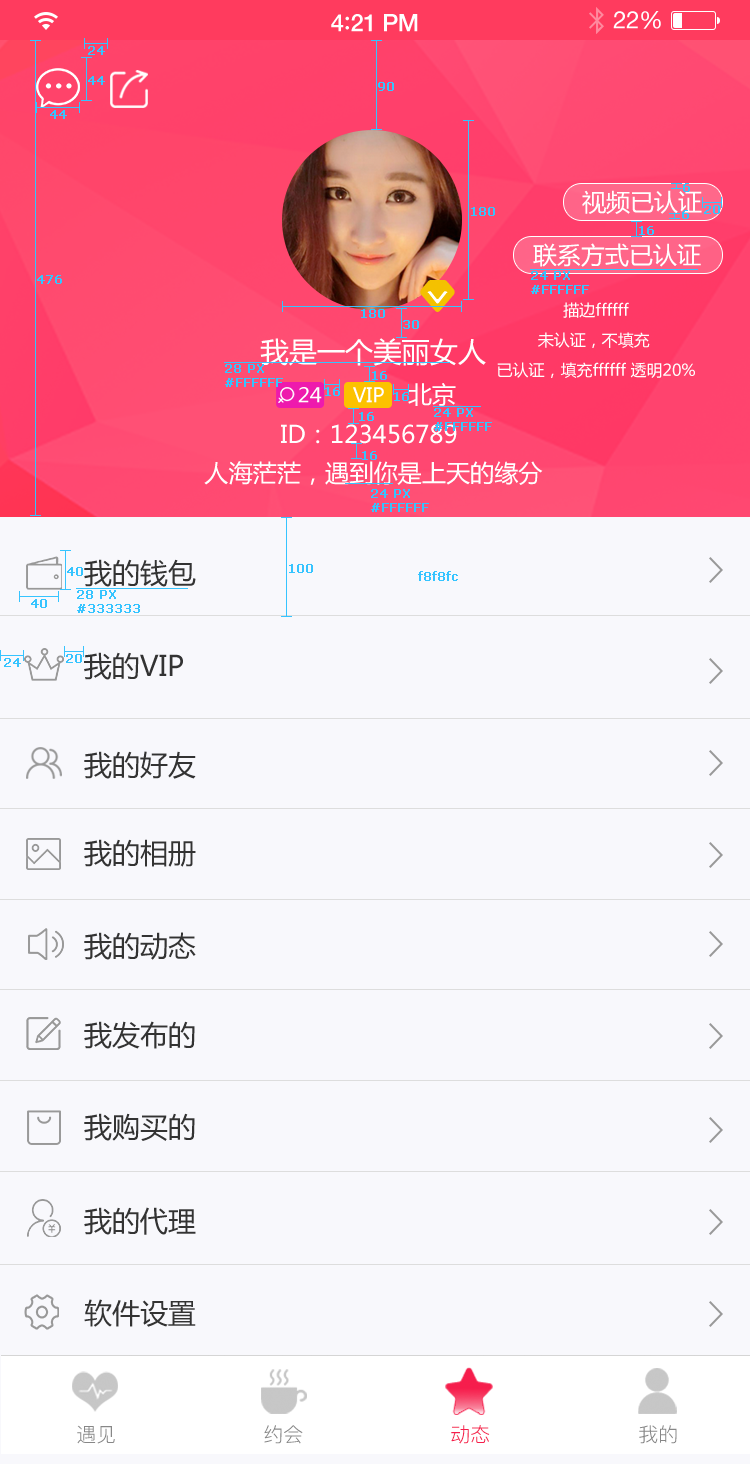 4:21 PM
22%
24
44
44
90
180
476
视频已认证
16
16
16
联系方式已认证
24 PX
#FFFFFF
描边ffffff
未认证，不填充
已认证，填充ffffff 透明20%
180
30
我是一个美丽女人
28 PX
#FFFFFF
16
24
16
VIP
16
北京
24 PX
#FFFFFF
16
ID：123456789
16
人海茫茫，遇到你是上天的缘分
24 PX
#FFFFFF
100
f8f8fc
我的钱包
40
40
28 PX
#333333
24
20
我的VIP
我的好友
我的相册
我的动态
我发布的
我购买的
我的代理
软件设置
遇见
约会
动态
我的